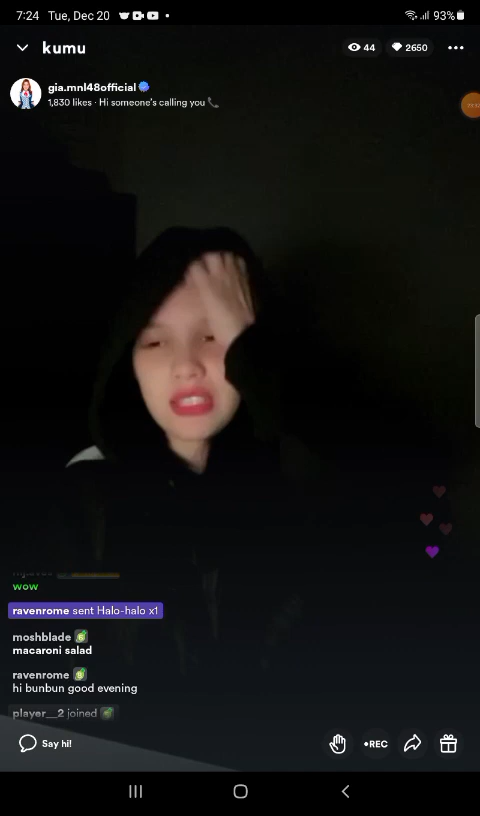 7:24 Tue, Dec 20
93%
kumu
44
2650
gia.mnl48official
1,830 likes · Hi someone's calling you 📞
wow
ravenrome sent Halo-halo x1
moshblade 6
macaroni salad
ravenrome
hi bunbun good evening
player__2 joined
Say hi!
•REC